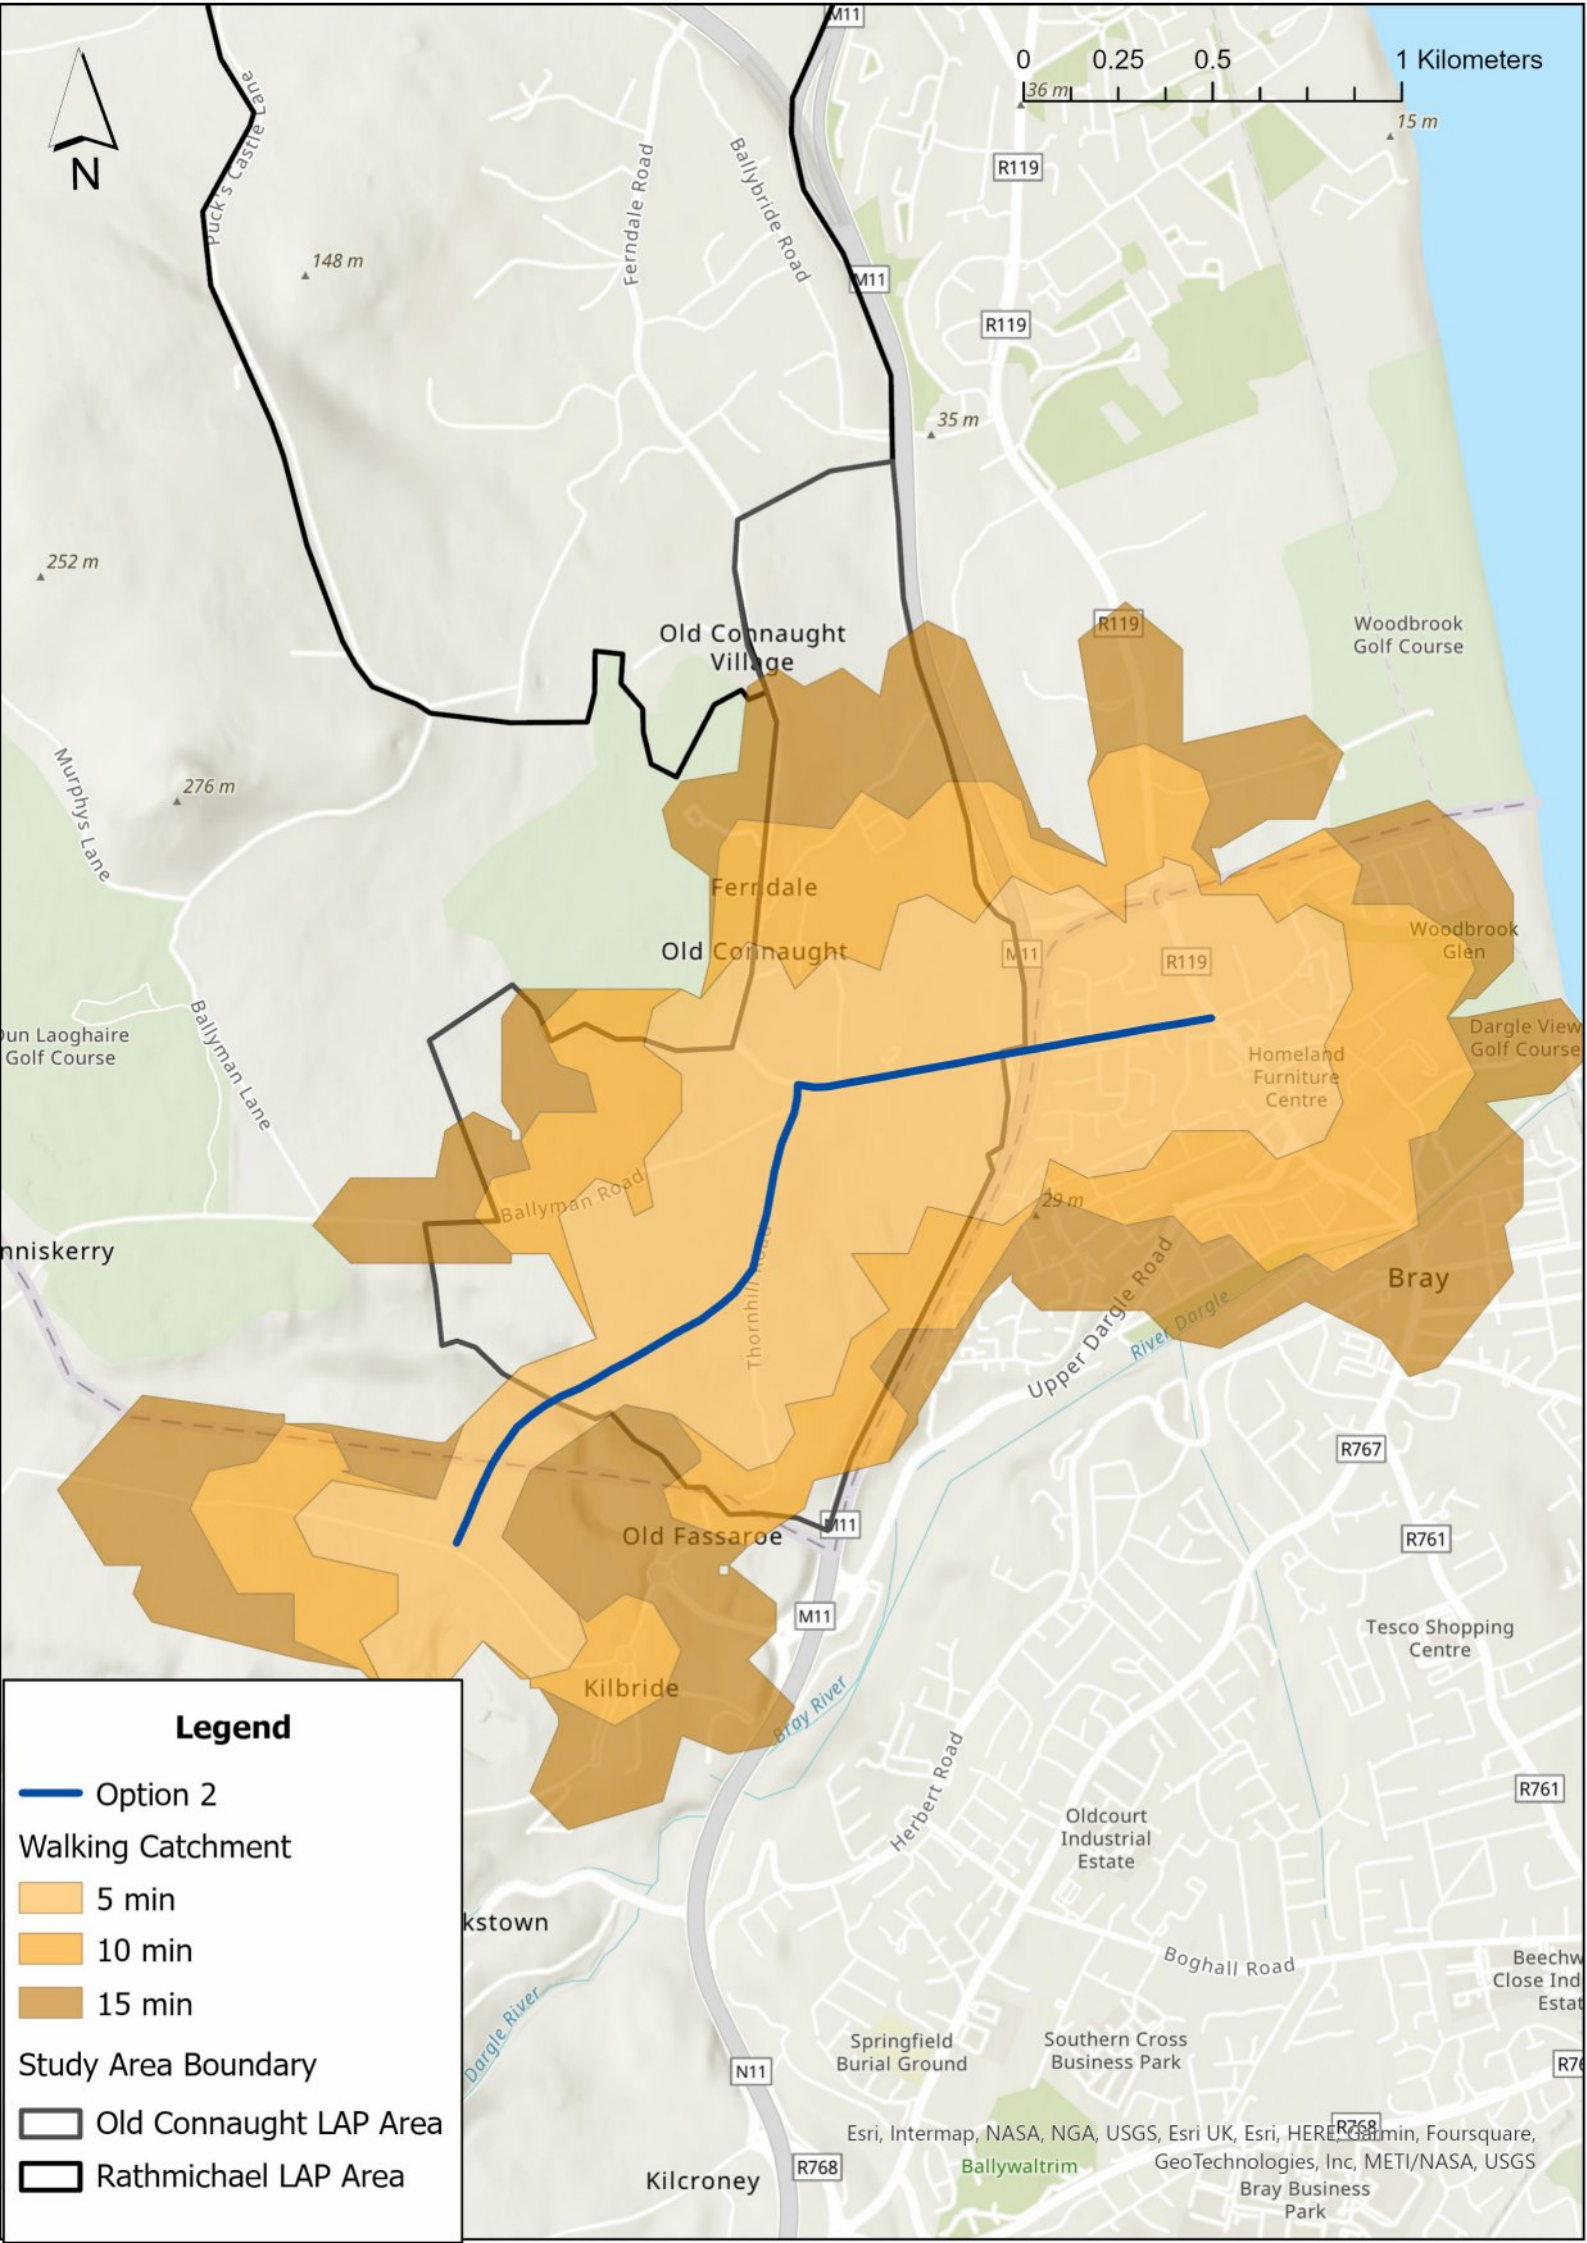 M11
0 0.25 0.5 1 Kilometers
36 m
15 m
N
Puck's Castle Lane
R119
Ferndale Road
Ballybride Road
148 m
M11
R119
35 m
252 m
R119
Old Connaught
Village
Woodbrook
Golf Course
Murphys Lane
276 m
Ferndale
Old Connaught
M11
R119
Woodbrook
Glen
Ballyman Lane
Dun Laoghaire
Golf Course
Dargle View
Golf Course
Homeland
Furniture
Centre
Ballyman Road
29 m
nniskerry
Thornhill Road
Upper Dargle Road
River Dargle
Bray
R767
M11
Old Fassaroe
R761
M11
Tesco Shopping
Centre
Kilbride
Bray River
Herbert Road
R761
Oldcourt
Industrial
Estate
kstown
Boghall Road
Beechw
Close Ind
Estat
Dargle River
Springfield
Burial Ground
Southern Cross
Business Park
N11
R76
R768
Kilcroney
R768
Ballywaltrim
Bray Business
Park
Esri, Intermap, NASA, NGA, USGS, Esri UK, Esri, HERE, Garmin, Foursquare,
GeoTechnologies, Inc, METI/NASA, USGS
Legend
Option 2
Walking Catchment
5 min
10 min
15 min
Study Area Boundary
Old Connaught LAP Area
Rathmichael LAP Area